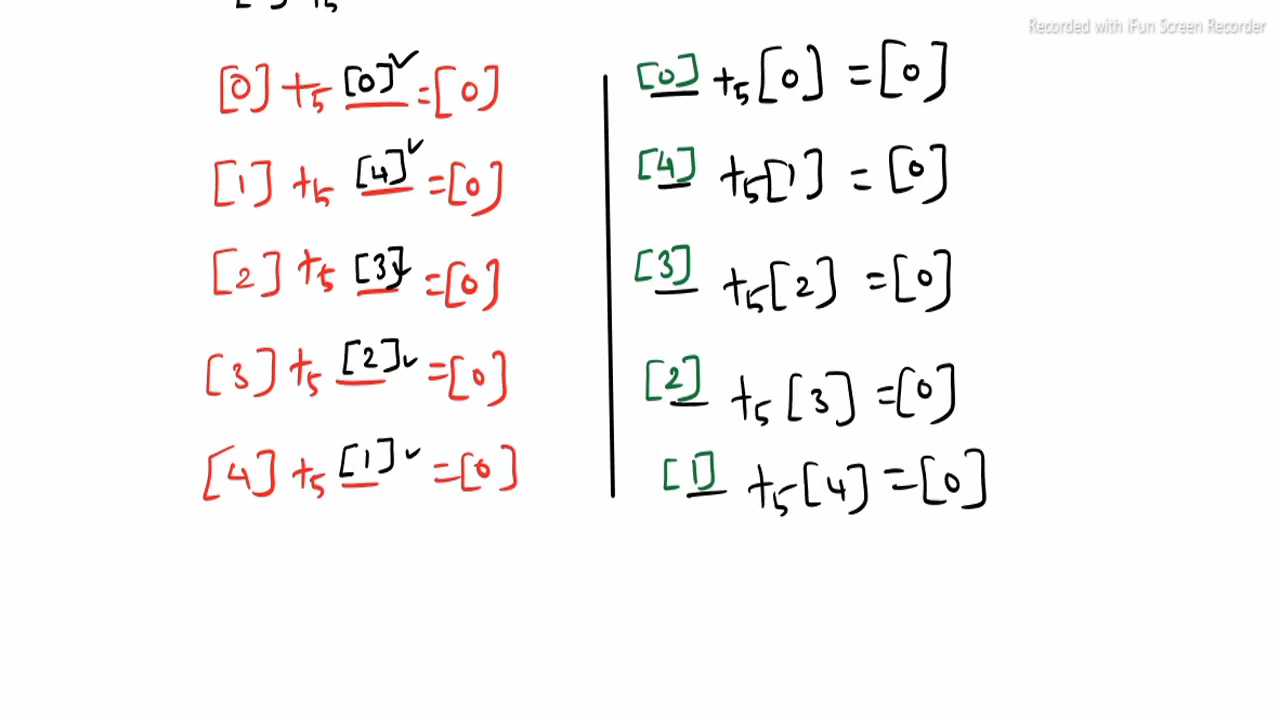 Recorded with iFun Screen Recorder
[0] +₅ [0]✓ = [0]
[1] +₅ [4]✓ = [0]
[2] +₅ [3]✓ = [0]
[3] +₅ [2]✓ = [0]
[4] +₅ [1]✓ = [0]
[0] +₅ [0] = [0]
[4] +₅ [1] = [0]
[3] +₅ [2] = [0]
[2] +₅ [3] = [0]
[1] +₅ [4] = [0]